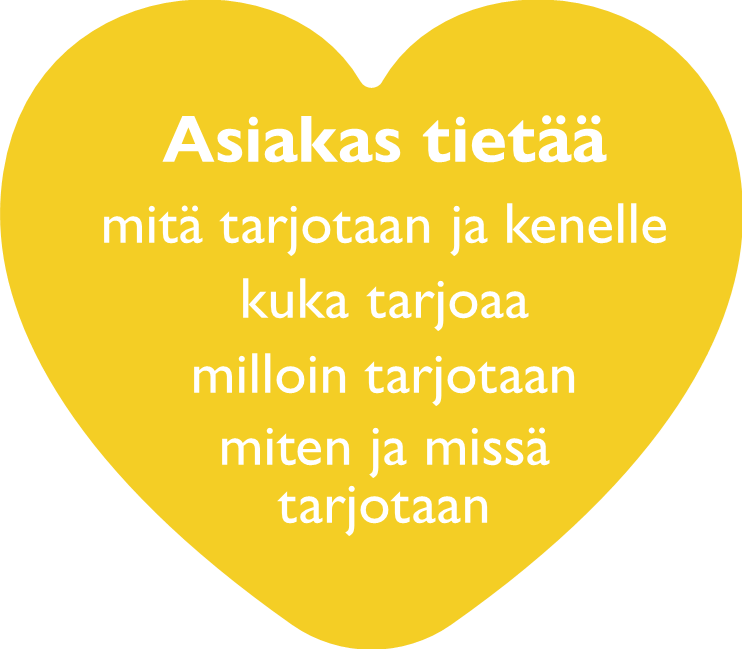 Asiakas tietää
mitä tarjotaan ja kenelle
kuka tarjoaa
milloin tarjotaan
miten ja missä
tarjotaan